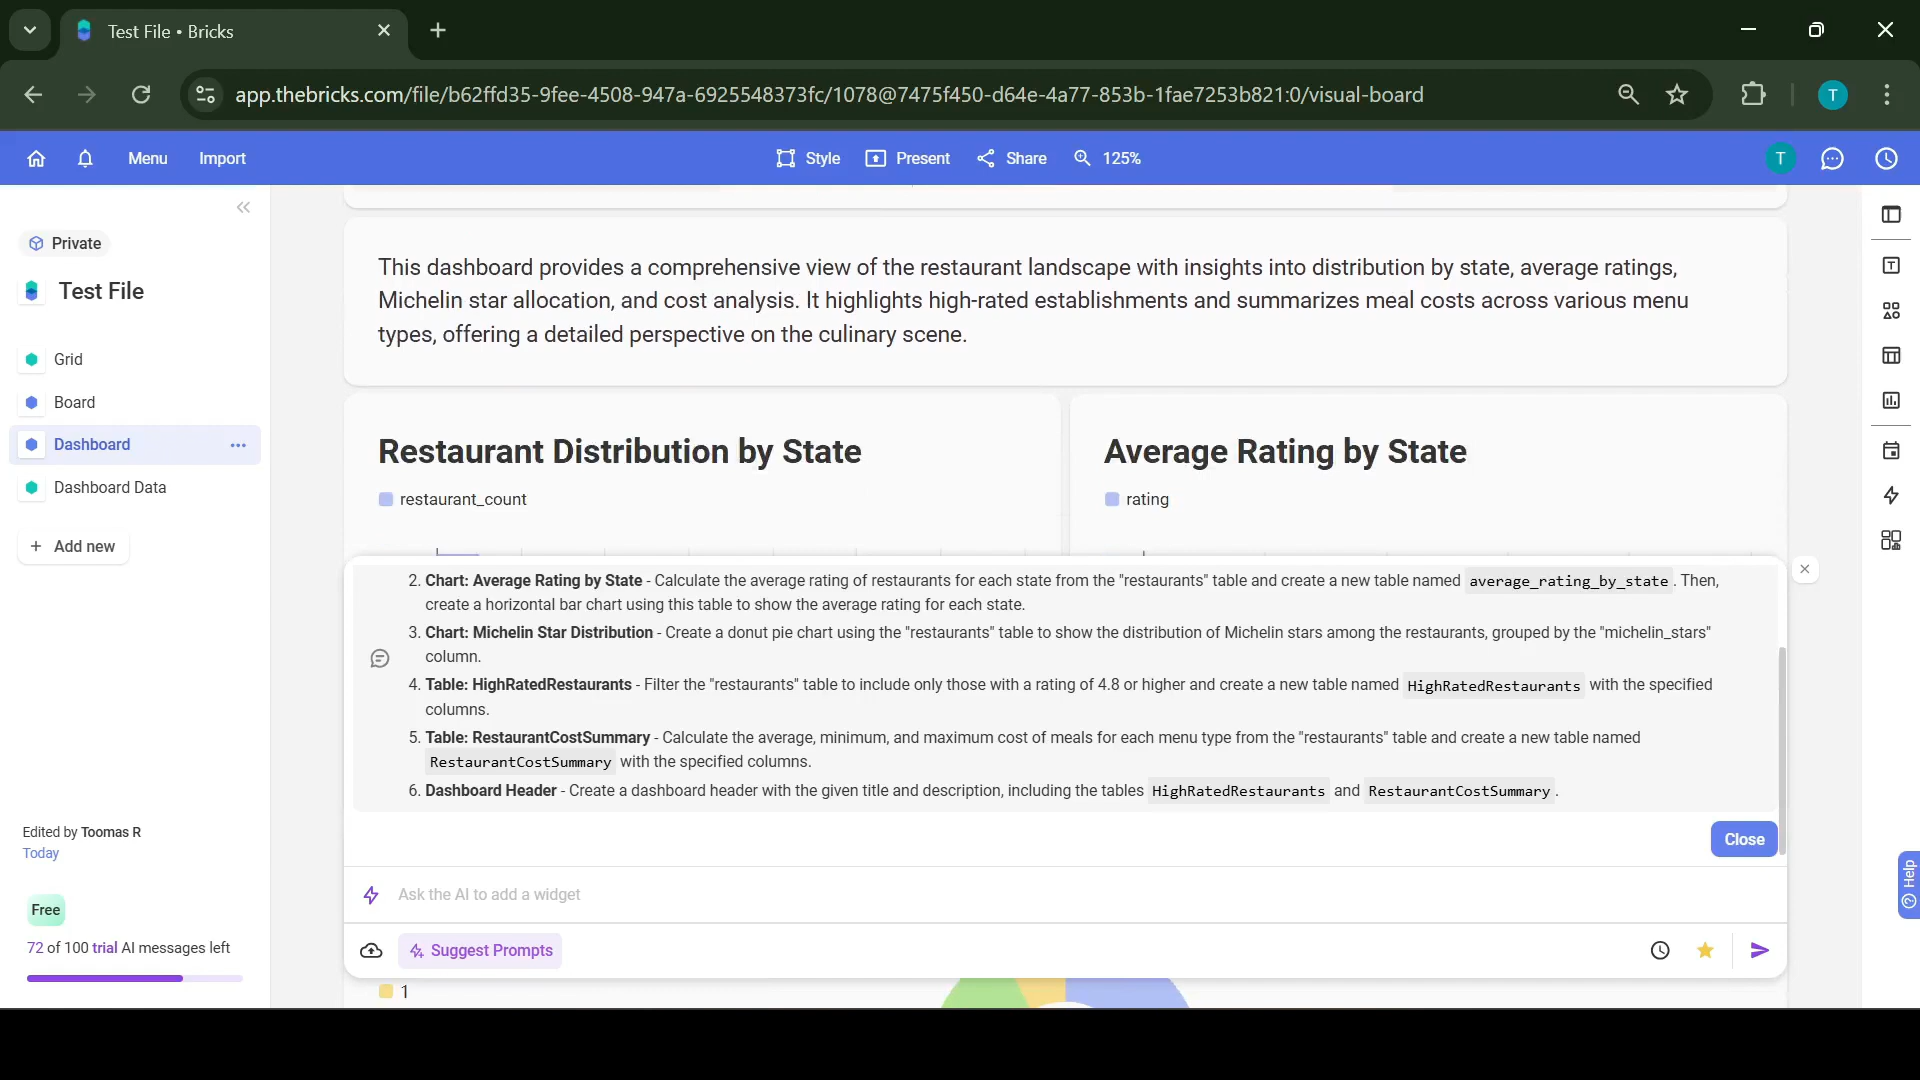 Test File • Bricks
app.thebricks.com/file/b62ffd35-9fee-4508-947a-6925548373fc/1078@7475f450-d64e-4a77-853b-1fae7253b821:0/visual-board
T
Menu
Import
Style
Present
Share
125%
T
Private
Test File
Grid
Board
Dashboard
Dashboard Data
+ Add new
Edited by Toomas R
Today
Free
72 of 100 trial AI messages left
This dashboard provides a comprehensive view of the restaurant landscape with insights into distribution by state, average ratings,
Michelin star allocation, and cost analysis. It highlights high-rated establishments and summarizes meal costs across various menu
types, offering a detailed perspective on the culinary scene.
Restaurant Distribution by State
restaurant_count
Average Rating by State
rating
2. Chart: Average Rating by State - Calculate the average rating of restaurants for each state from the "restaurants" table and create a new table named average_rating_by_state . Then,
create a horizontal bar chart using this table to show the average rating for each state.
3. Chart: Michelin Star Distribution - Create a donut pie chart using the "restaurants" table to show the distribution of Michelin stars among the restaurants, grouped by the "michelin_stars"
column.
4. Table: HighRatedRestaurants - Filter the "restaurants" table to include only those with a rating of 4.8 or higher and create a new table named HighRatedRestaurants with the specified
columns.
5. Table: RestaurantCostSummary - Calculate the average, minimum, and maximum cost of meals for each menu type from the "restaurants" table and create a new table named
RestaurantCostSummary with the specified columns.
6. Dashboard Header - Create a dashboard header with the given title and description, including the tables HighRatedRestaurants and RestaurantCostSummary .
Close
Ask the AI to add a widget
Suggest Prompts
1
Help